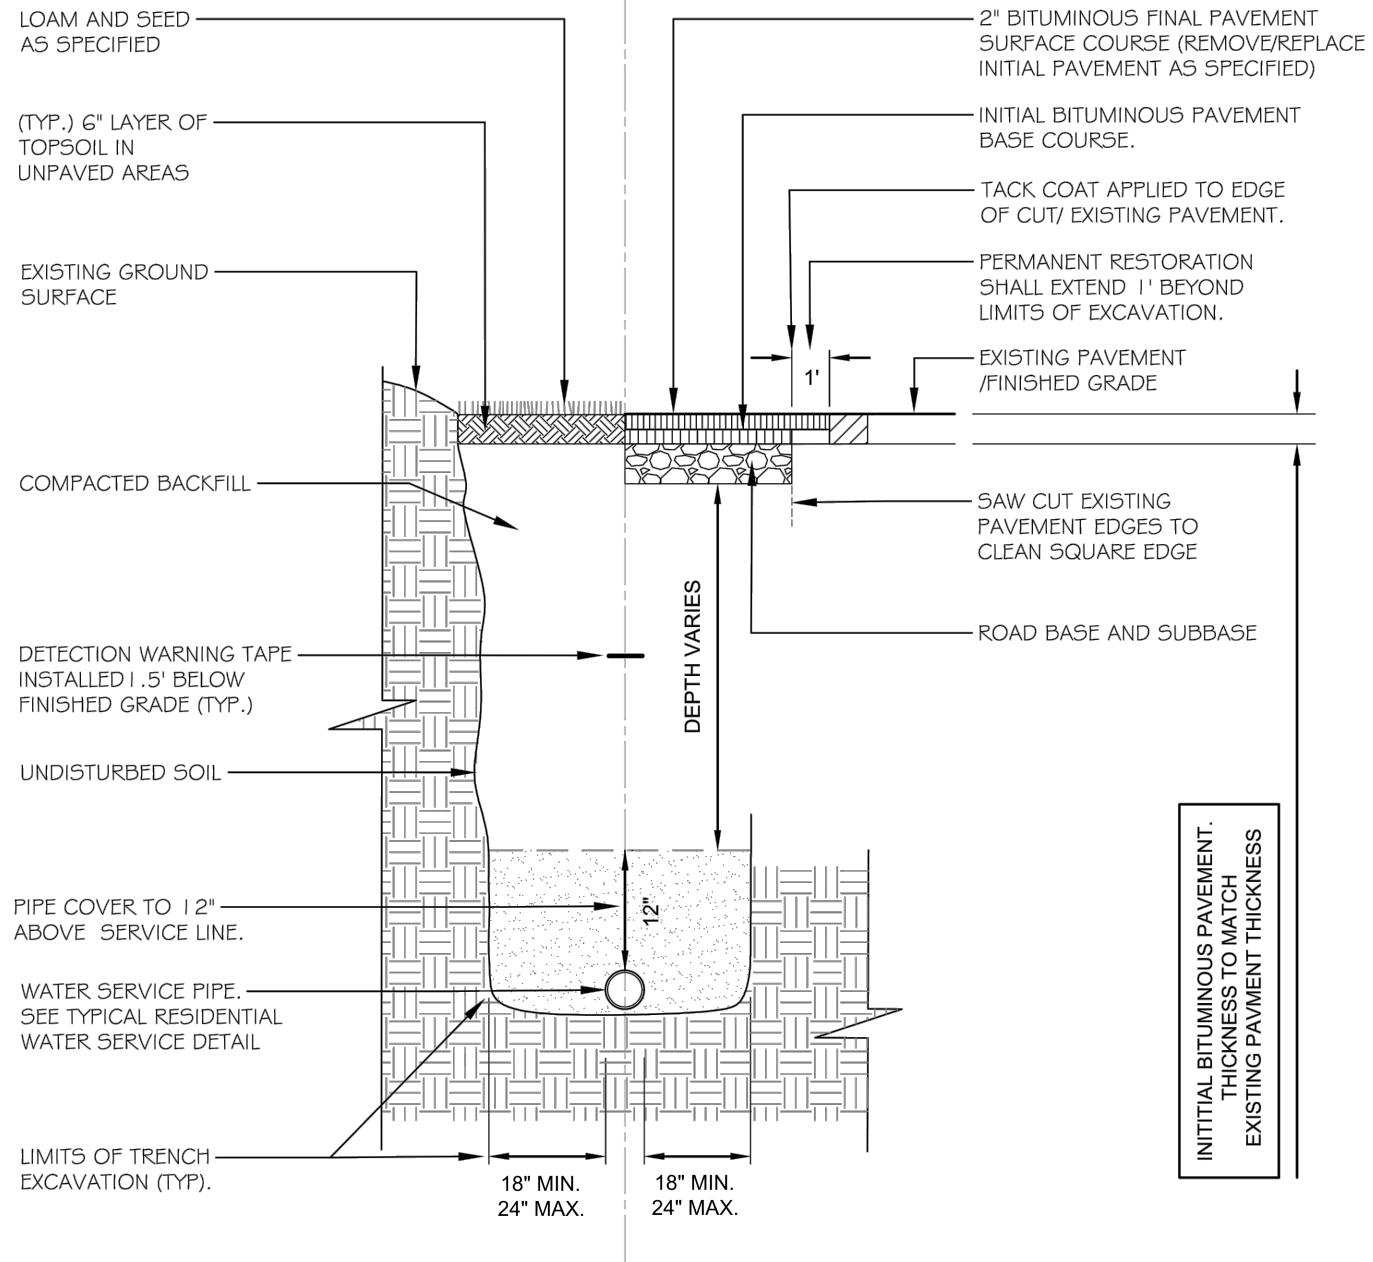 LOAM AND SEED
AS SPECIFIED
(TYP.) 6" LAYER OF
TOPSOIL IN
UNPAVED AREAS
EXISTING GROUND
SURFACE
COMPACTED BACKFILL
DETECTION WARNING TAPE
INSTALLED 1.5' BELOW
FINISHED GRADE (TYP.)
UNDISTURBED SOIL
PIPE COVER TO 12"
ABOVE SERVICE LINE.
WATER SERVICE PIPE.
SEE TYPICAL RESIDENTIAL
WATER SERVICE DETAIL
LIMITS OF TRENCH
EXCAVATION (TYP).
2" BITUMINOUS FINAL PAVEMENT
SURFACE COURSE (REMOVE/REPLACE
INITIAL PAVEMENT AS SPECIFIED)
INITIAL BITUMINOUS PAVEMENT
BASE COURSE.
TACK COAT APPLIED TO EDGE
OF CUT/ EXISTING PAVEMENT.
PERMANENT RESTORATION
SHALL EXTEND 1' BEYOND
LIMITS OF EXCAVATION.
EXISTING PAVEMENT
/FINISHED GRADE
1'
SAW CUT EXISTING
PAVEMENT EDGES TO
CLEAN SQUARE EDGE
ROAD BASE AND SUBBASE
DEPTH VARIES
12"
18" MIN.
24" MAX.
18" MIN.
24" MAX.
INITITIAL BITUMINOUS PAVEMENT.
THICKNESS TO MATCH
EXISTING PAVMENT THICKNESS